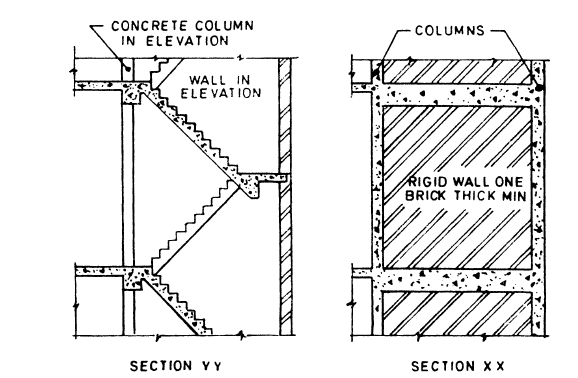 CONCRETE COLUMN
IN ELEVATION
WALL IN
ELEVATION
COLUMNS
RIGID WALL ONE
BRICK THICK MIN
SECTION YY
SECTION XX